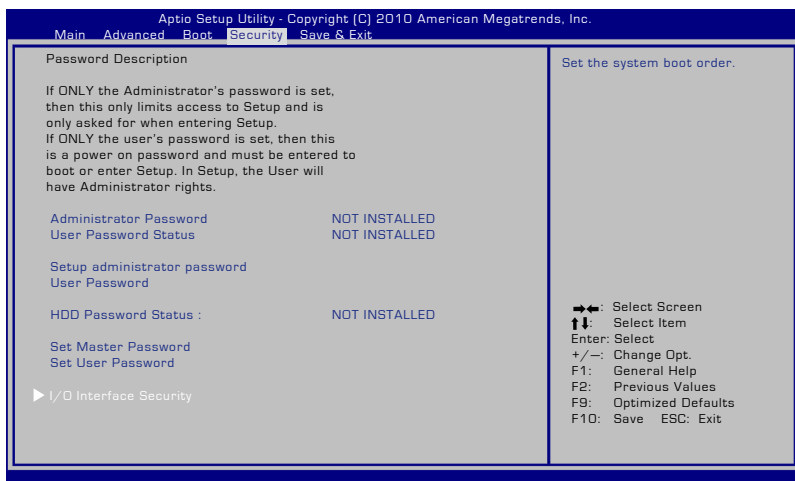 Aptio Setup Utility - Copyright (C) 2010 American Megatrends, Inc.
Main Advanced Boot Security Save & Exit
Password Description
If ONLY the Administrator's password is set,
then this only limits access to Setup and is
only asked for when entering Setup.
If ONLY the user's password is set, then this
is a power on password and must be entered to
boot or enter Setup. In Setup, the User will
have Administrator rights.
Administrator Password NOT INSTALLED
User Password Status NOT INSTALLED
Setup administrator password
User Password
HDD Password Status : NOT INSTALLED
Set Master Password
Set User Password
▶ I/O Interface Security
Set the system boot order.
➡⬅: Select Screen
⬆⬇: Select Item
Enter: Select
+/—: Change Opt.
F1: General Help
F2: Previous Values
F9: Optimized Defaults
F10: Save ESC: Exit